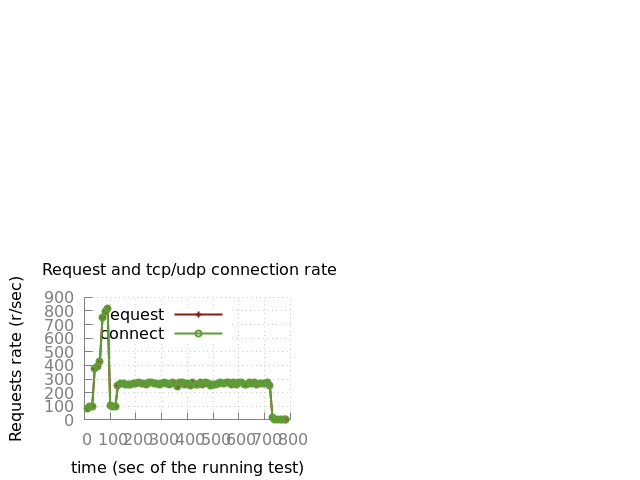 Request and tcp/udp connection rate
Requests rate (r/sec)
900
800
700
600
500
400
300
200
100
0
request
connect
0 100 200 300 400 500 600 700 800
time (sec of the running test)